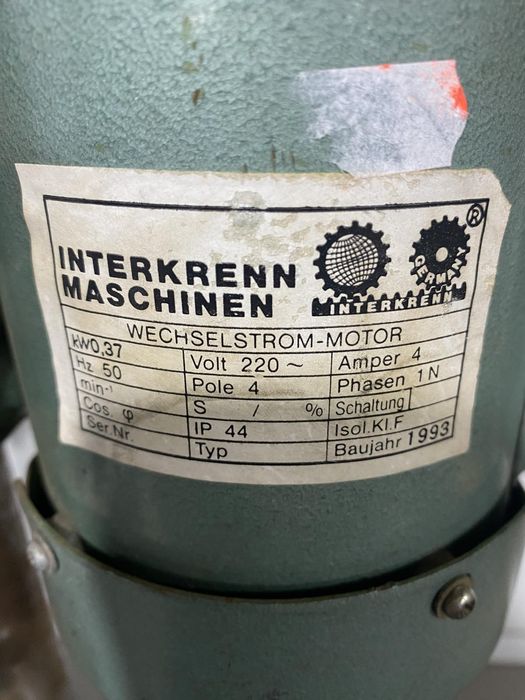 INTERKRENN
MASCHINEN
GERMANY
®
INTERKRENN
WECHSELSTROM-MOTOR
kW0,37 Volt 220~ Amper 4
Hz 50 Pole 4 Phasen 1N
min-¹ S / % Schaltung
Cos. φ IP 44 Isol.Kl.F
Ser.Nr. Typ Baujahr 1993